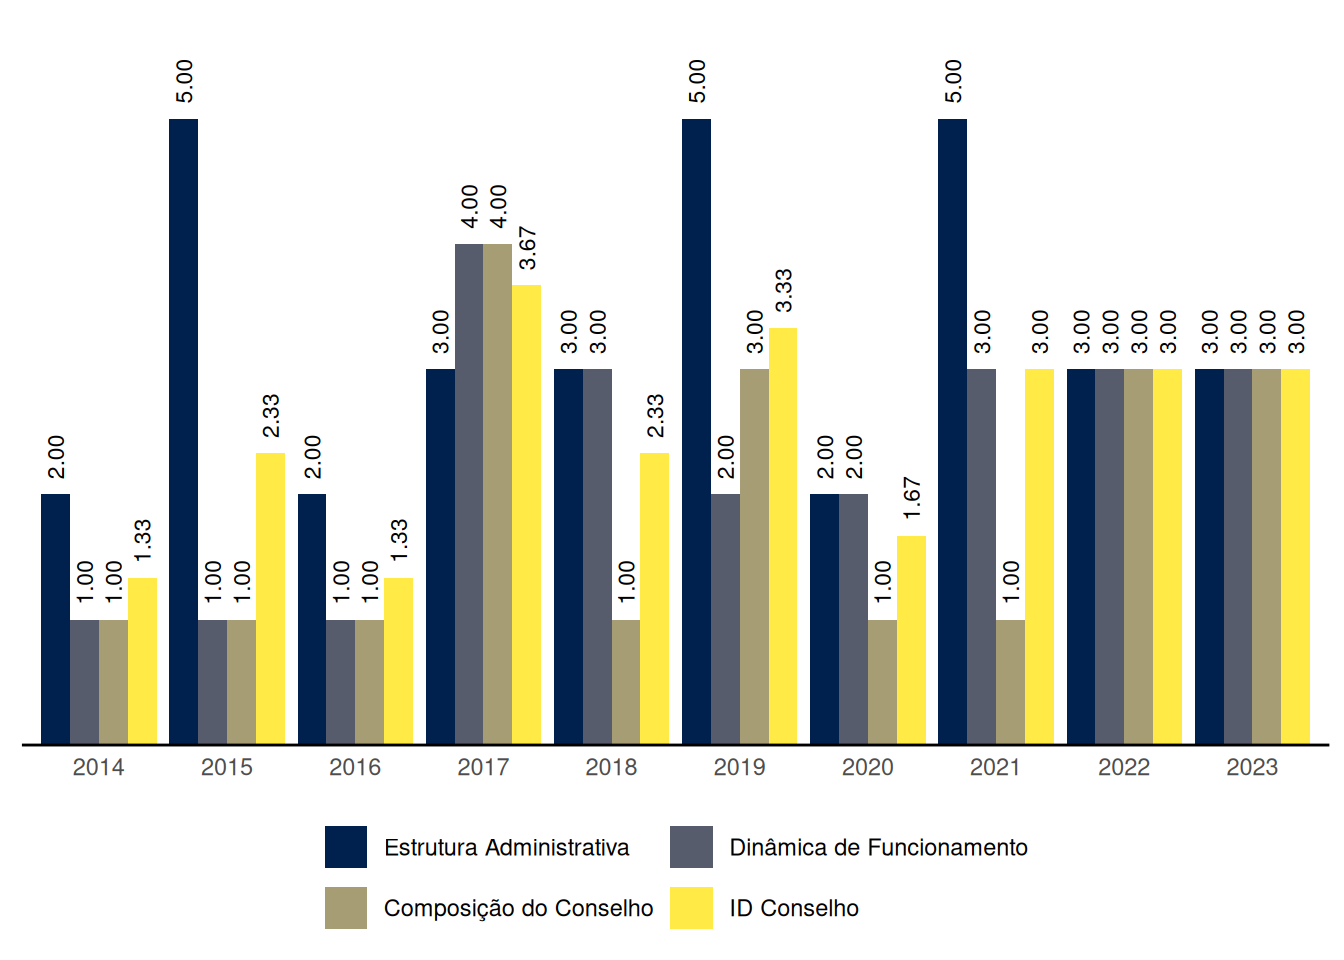 2.00 1.00 1.00 1.33
5.00 1.00 1.00 2.33
2.00 1.00 1.00 1.33
3.00 4.00 4.00 3.67
3.00 3.00 1.00 2.33
5.00 2.00 3.00 3.33
2.00 2.00 1.00 1.67
5.00 3.00 1.00 3.00
3.00 3.00 3.00 3.00
3.00 3.00 3.00 3.00
2014 2015 2016 2017 2018 2019 2020 2021 2022 2023
Estrutura Administrativa Dinâmica de Funcionamento
Composição do Conselho ID Conselho